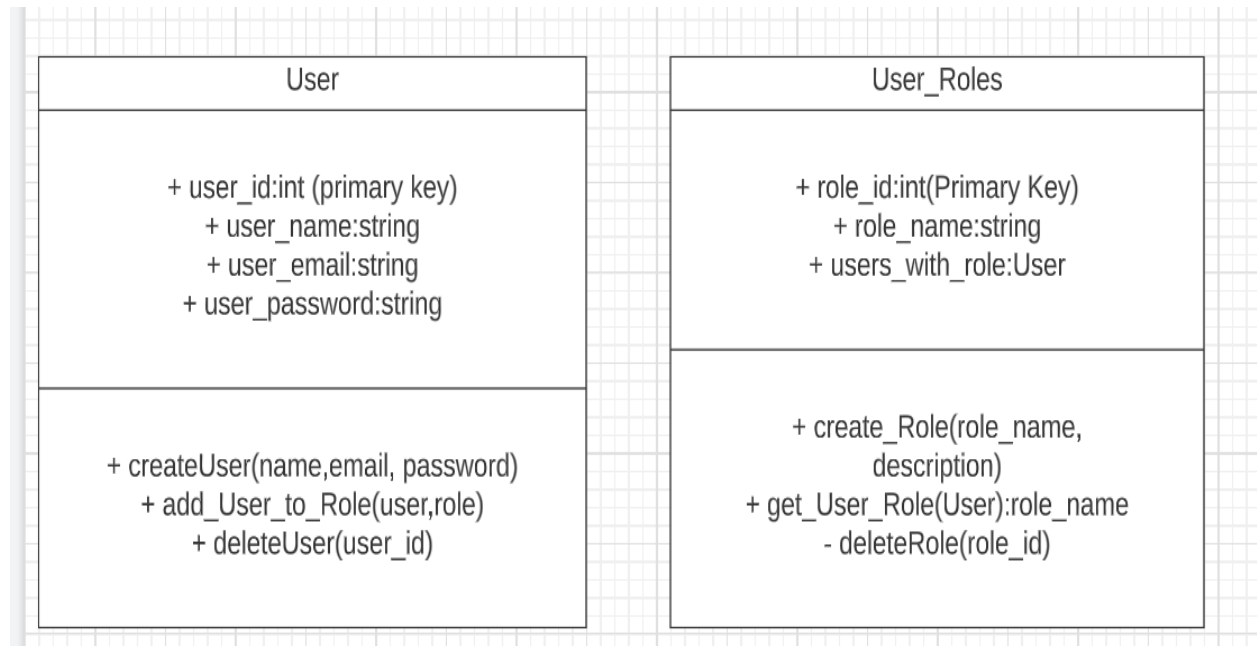 User
+ user_id:int (primary key)
+ user_name:string
+ user_email:string
+ user_password:string
+ createUser(name,email, password)
+ add_User_to_Role(user,role)
+ deleteUser(user_id)
User_Roles
+ role_id:int(Primary Key)
+ role_name:string
+ users_with_role:User
+ create_Role(role_name,
description)
+ get_User_Role(User):role_name
- deleteRole(role_id)